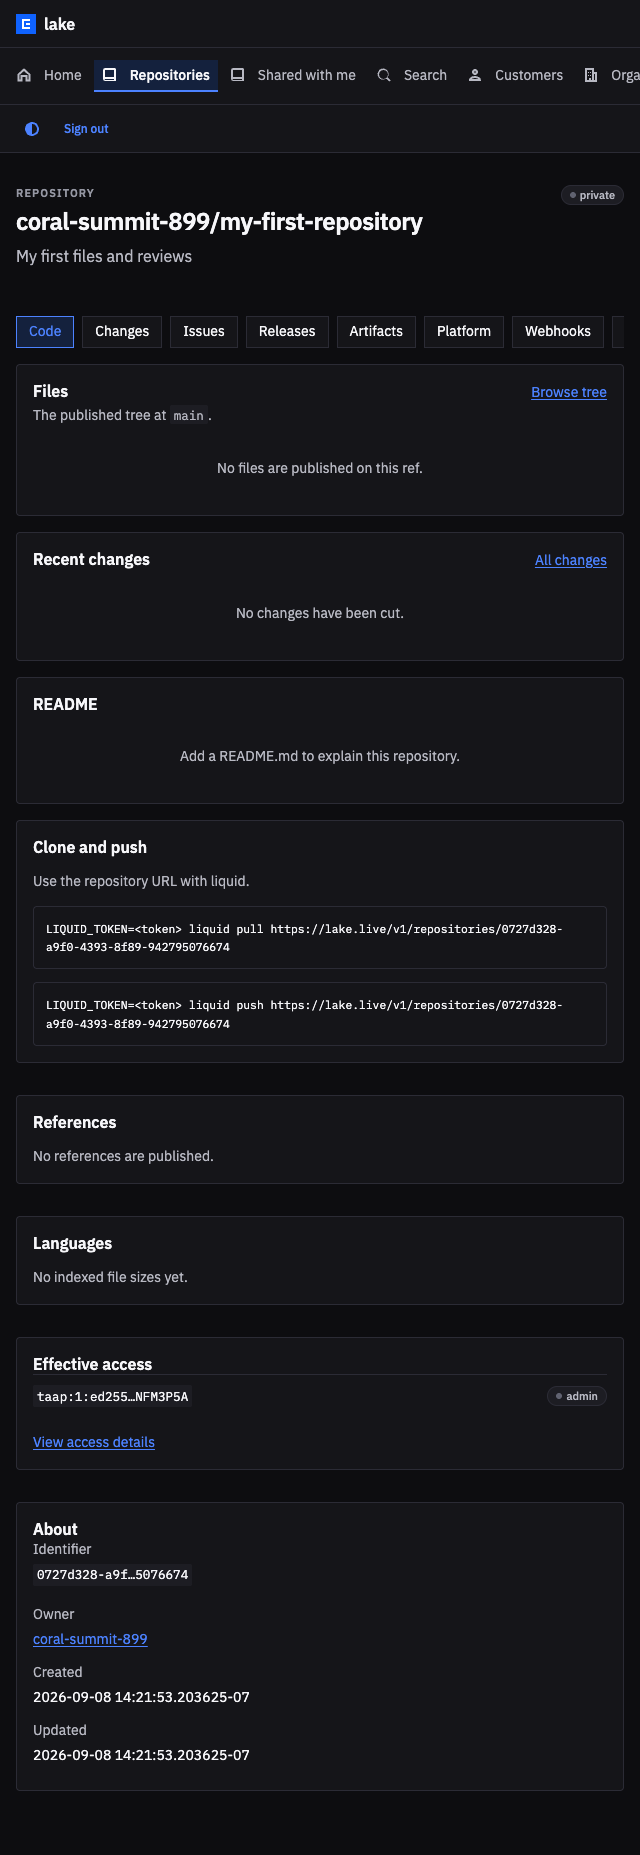 lake
Home
Repositories
Shared with me
Search
Customers
Orga
Sign out
REPOSITORY
private
coral-summit-899/my-first-repository
My first files and reviews
Code
Changes
Issues
Releases
Artifacts
Platform
Webhooks
Files
Browse tree
The published tree at main.
No files are published on this ref.
Recent changes
All changes
No changes have been cut.
README
Add a README.md to explain this repository.
Clone and push
Use the repository URL with liquid.
LIQUID_TOKEN=<token> liquid pull https://lake.live/v1/repositories/0727d328-
a9f0-4393-8f89-942795076674
LIQUID_TOKEN=<token> liquid push https://lake.live/v1/repositories/0727d328-
a9f0-4393-8f89-942795076674
References
No references are published.
Languages
No indexed file sizes yet.
Effective access
taap:1:ed255…NFM3P5A
admin
View access details
About
Identifier
0727d328-a9f…5076674
Owner
coral-summit-899
Created
2026-09-08 14:21:53.203625-07
Updated
2026-09-08 14:21:53.203625-07